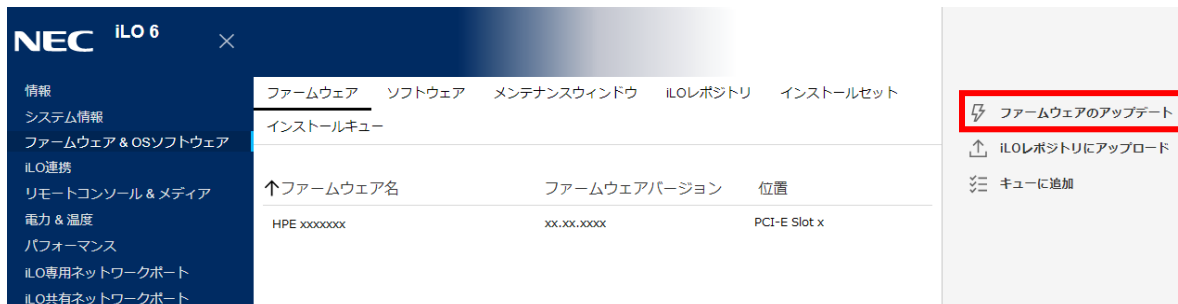 NEC iLO 6
情報
システム情報
ファームウェア & OSソフトウェア
iLO連携
リモートコンソール & メディア
電力 & 温度
パフォーマンス
iLO専用ネットワークポート
iLO共有ネットワークポート
ファームウェア ソフトウェア メンテナンスウィンドウ iLOレポジトリ インストールセット
インストールキュー
↑ファームウェア名 ファームウェアバージョン 位置
HPE xxxxxxx xx.xx.xxxx PCI-E Slot x
ファームウェアのアップデート
iLOレポジトリにアップロード
キューに追加